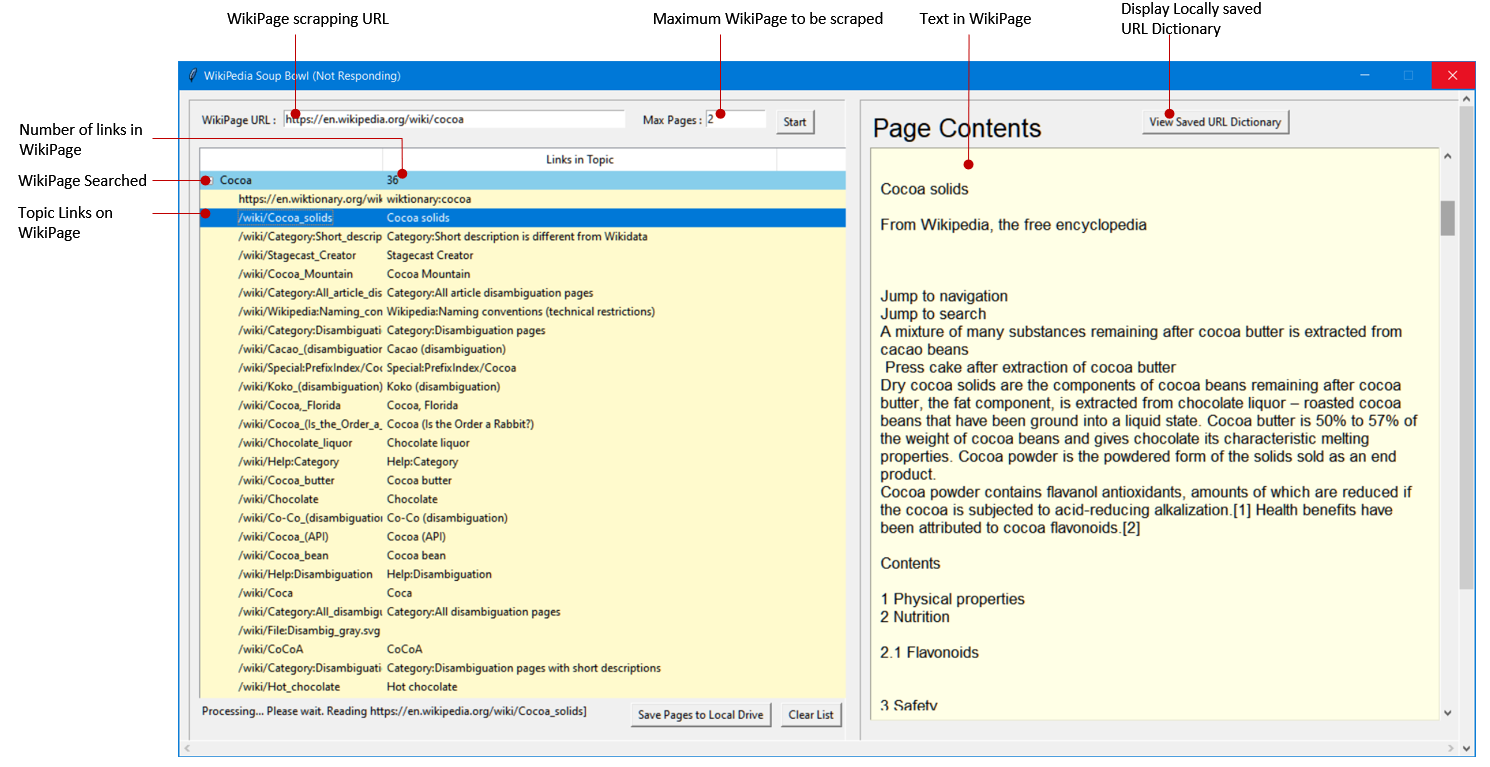 WikiPage scrapping URL
Maximum WikiPage to be scraped
Text in WikiPage
Display Locally saved
URL Dictionary
WikiPedia Soup Bowl (Not Responding)
WikiPage URL : https://en.wikipedia.org/wiki/cocoa Max Pages : 2 Start
Number of links in
WikiPage
WikiPage Searched
Topic Links on
WikiPage
Links in Topic
Cocoa 36
https://en.wiktionary.org/wik wiktionary:cocoa
/wiki/Cocoa_solids Cocoa solids
/wiki/Category:Short_descrip Category:Short description is different from Wikidata
/wiki/Stagecast_Creator Stagecast Creator
/wiki/Cocoa_Mountain Cocoa Mountain
/wiki/Category:All_article_dis Category:All article disambiguation pages
/wiki/Wikipedia:Naming_con Wikipedia:Naming conventions (technical restrictions)
/wiki/Category:Disambiguati Category:Disambiguation pages
/wiki/Cacao_(disambiguation Cacao (disambiguation)
/wiki/Special:PrefixIndex/Coc Special:PrefixIndex/Cocoa
/wiki/Koko_(disambiguation) Koko (disambiguation)
/wiki/Cocoa,_Florida Cocoa, Florida
/wiki/Cocoa_(Is_the_Order_a_ Cocoa (Is the Order a Rabbit?)
/wiki/Chocolate_liquor Chocolate liquor
/wiki/Help:Category Help:Category
/wiki/Cocoa_butter Cocoa butter
/wiki/Chocolate Chocolate
/wiki/Co-Co_(disambiguation Co-Co (disambiguation)
/wiki/Cocoa_(API) Cocoa (API)
/wiki/Cocoa_bean Cocoa bean
/wiki/Help:Disambiguation Help:Disambiguation
/wiki/Coca Coca
/wiki/Category:All_disambigu Category:All disambiguation pages
/wiki/File:Disambig_gray.svg
/wiki/CoCoA CoCoA
/wiki/Category:Disambiguati Category:Disambiguation pages with short descriptions
/wiki/Hot_chocolate Hot chocolate
Processing... Please wait. Reading https://en.wikipedia.org/wiki/Cocoa_solids]
Save Pages to Local Drive Clear List
Page Contents View Saved URL Dictionary
Cocoa solids
From Wikipedia, the free encyclopedia
Jump to navigation
Jump to search
A mixture of many substances remaining after cocoa butter is extracted from
cacao beans
Press cake after extraction of cocoa butter
Dry cocoa solids are the components of cocoa beans remaining after cocoa
butter, the fat component, is extracted from chocolate liquor – roasted cocoa
beans that have been ground into a liquid state. Cocoa butter is 50% to 57% of
the weight of cocoa beans and gives chocolate its characteristic melting
properties. Cocoa powder is the powdered form of the solids sold as an end
product.
Cocoa powder contains flavanol antioxidants, amounts of which are reduced if
the cocoa is subjected to acid-reducing alkalization.[1] Health benefits have
been attributed to cocoa flavonoids.[2]
Contents
1 Physical properties
2 Nutrition
2.1 Flavonoids
3 Safety